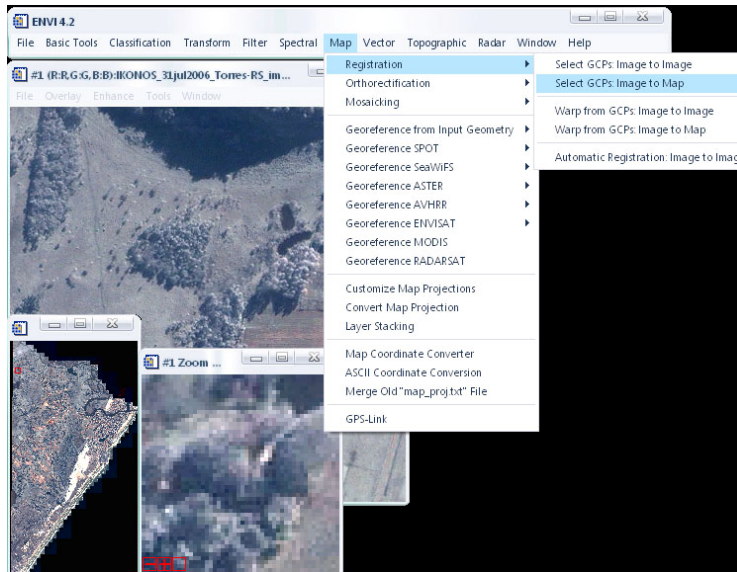 ENVI 4.2
File Basic Tools Classification Transform Filter Spectral Map Vector Topographic Radar Window Help
#1 (R:R,G:G,B:B):IKONOS_31jul2006_Torres-RS_im...
File Overlay Enhance Tools Window
Registration
Orthorectification
Mosaicking
Georeference from Input Geometry
Georeference SPOT
Georeference SeaWiFS
Georeference ASTER
Georeference AVHRR
Georeference ENVISAT
Georeference MODIS
Georeference RADARSAT
Customize Map Projections
Convert Map Projection
Layer Stacking
Map Coordinate Converter
ASCII Coordinate Conversion
Merge Old "map_proj.txt" File
GPS-Link
Select GCPs: Image to Image
Select GCPs: Image to Map
Warp from GCPs: Image to Image
Warp from GCPs: Image to Map
Automatic Registration: Image to Imag
#1 Zoom ...